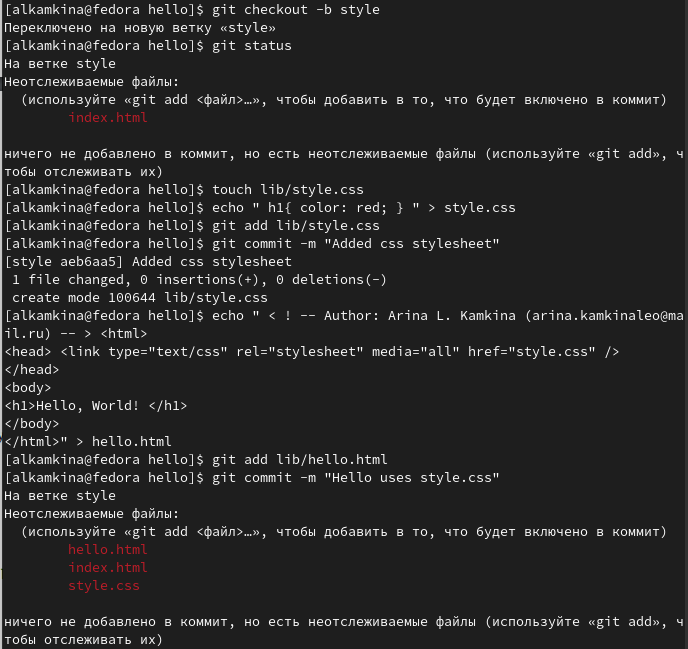 [alkamkina@fedora hello]$ git checkout -b style
Переключено на новую ветку «style»
[alkamkina@fedora hello]$ git status
На ветке style
Неотслеживаемые файлы:
  (используйте «git add <файл>…», чтобы добавить в то, что будет включено в коммит)
        index.html

ничего не добавлено в коммит, но есть неотслеживаемые файлы (используйте «git add», ч
тобы отслеживать их)
[alkamkina@fedora hello]$ touch lib/style.css
[alkamkina@fedora hello]$ echo " h1{ color: red; } " > style.css
[alkamkina@fedora hello]$ git add lib/style.css
[alkamkina@fedora hello]$ git commit -m "Added css stylesheet"
[style aeb6aa5] Added css stylesheet
 1 file changed, 0 insertions(+), 0 deletions(-)
 create mode 100644 lib/style.css
[alkamkina@fedora hello]$ echo " < ! -- Author: Arina L. Kamkina (arina.kamkinaleo@ma
il.ru) -- > <html>
<head> <link type="text/css" rel="stylesheet" media="all" href="style.css" />
</head>
<body>
<h1>Hello, World! </h1>
</body>
</html>" > hello.html
[alkamkina@fedora hello]$ git add lib/hello.html
[alkamkina@fedora hello]$ git commit -m "Hello uses style.css"
На ветке style
Неотслеживаемые файлы:
  (используйте «git add <файл>…», чтобы добавить в то, что будет включено в коммит)
        hello.html
        index.html
        style.css

ничего не добавлено в коммит, но есть неотслеживаемые файлы (используйте «git add», ч
тобы отслеживать их)